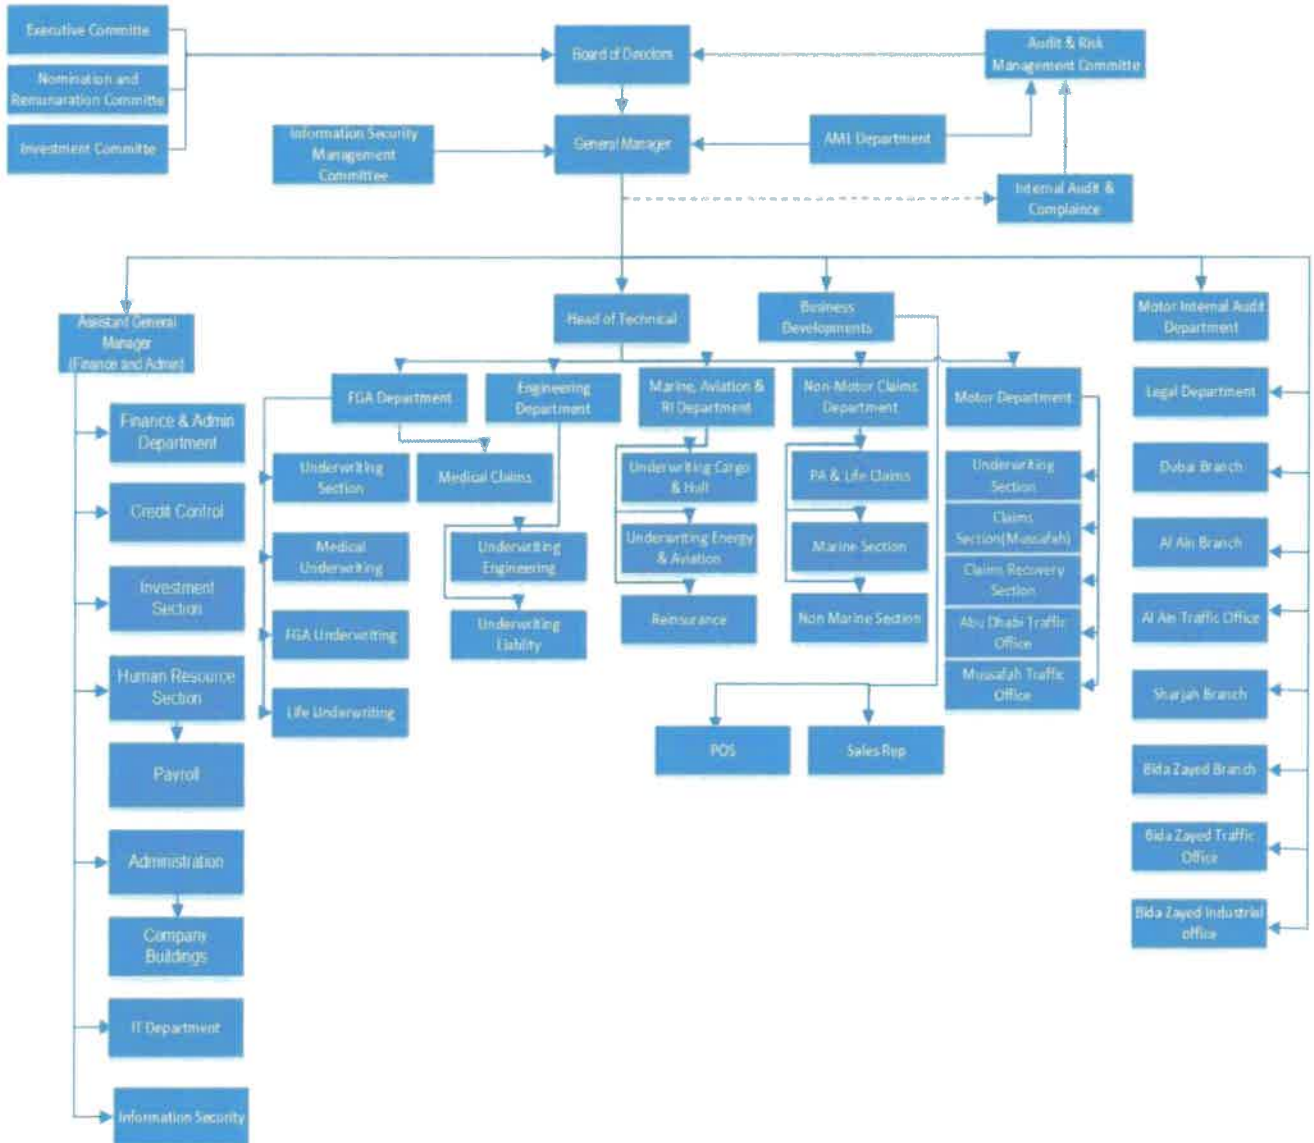 Executive Committe
Board of Directors
Audit & Risk
Management Committe
Nomination and
Remunaration Committe
Investment Committe
Information Security
Management
Committee
General Manager
AML Department
Internal Audit &
Complaince
Assistant General
Manager
(Finance and Admin)
Head of Technical
Business
Developments
Motor Internal Audit
Department
FGA Department
Engineering
Department
Marine, Aviation &
RI Department
Non-Motor Claims
Department
Motor Department
Legal Department
Finance & Admin
Department
Credit Control
Investment
Section
Human Resource
Section
Payroll
Administration
Company
Buildings
IT Department
Information Security
Underwriting
Section
Medical
Underwriting
FGA Underwriting
Life Underwriting
Medical Claims
Underwriting
Engineering
Underwriting
Liability
Underwriting Cargo
& Hull
Underwriting Energy
& Aviation
Reinsurance
PA & Life Claims
Marine Section
Non Marine Section
Underwriting
Section
Claims
Section(Mussafah)
Claims Recovery
Section
Abu Dhabi Traffic
Office
Mussafah Traffic
Office
POS
Sales Rep
Dubai Branch
Al Ain Branch
Al Ain Traffic Office
Sharjah Branch
Bida Zayed Branch
Bida Zayed Traffic
Office
Bida Zayed Industrial
office